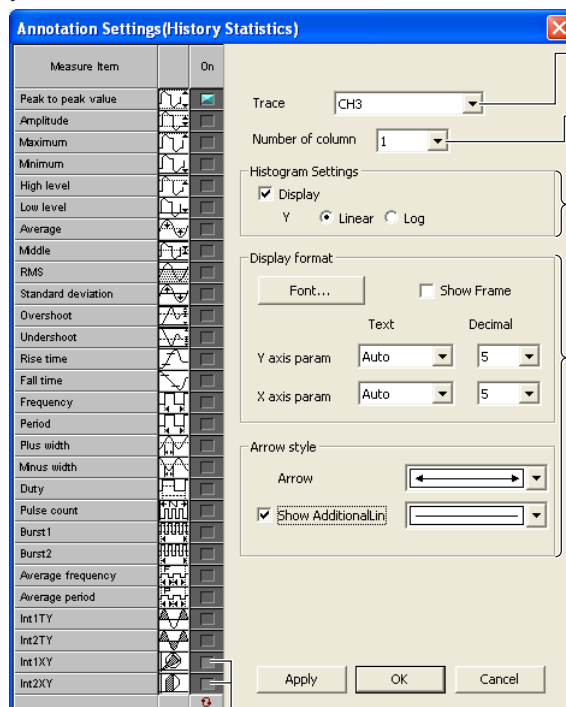 Annotation Settings(History Statistics)
Measure Item On
Peak to peak value
Amplitude
Maximum
Minimum
High level
Low level
Average
Middle
RMS
Standard deviation
Overshoot
Undershoot
Rise time
Fall time
Frequency
Period
Plus width
Minus width
Duty
Pulse count
Burst1
Burst2
Average frequency
Average period
Int1TY
Int2TY
Int1XY
Int2XY
Trace CH3
Number of column 1
Histogram Settings
Display
Y Linear Log
Display format
Font... Show Frame
Text Decimal
Y axis param Auto 5
X axis param Auto 5
Arrow style
Arrow
Show AdditionalLin
Apply OK Cancel